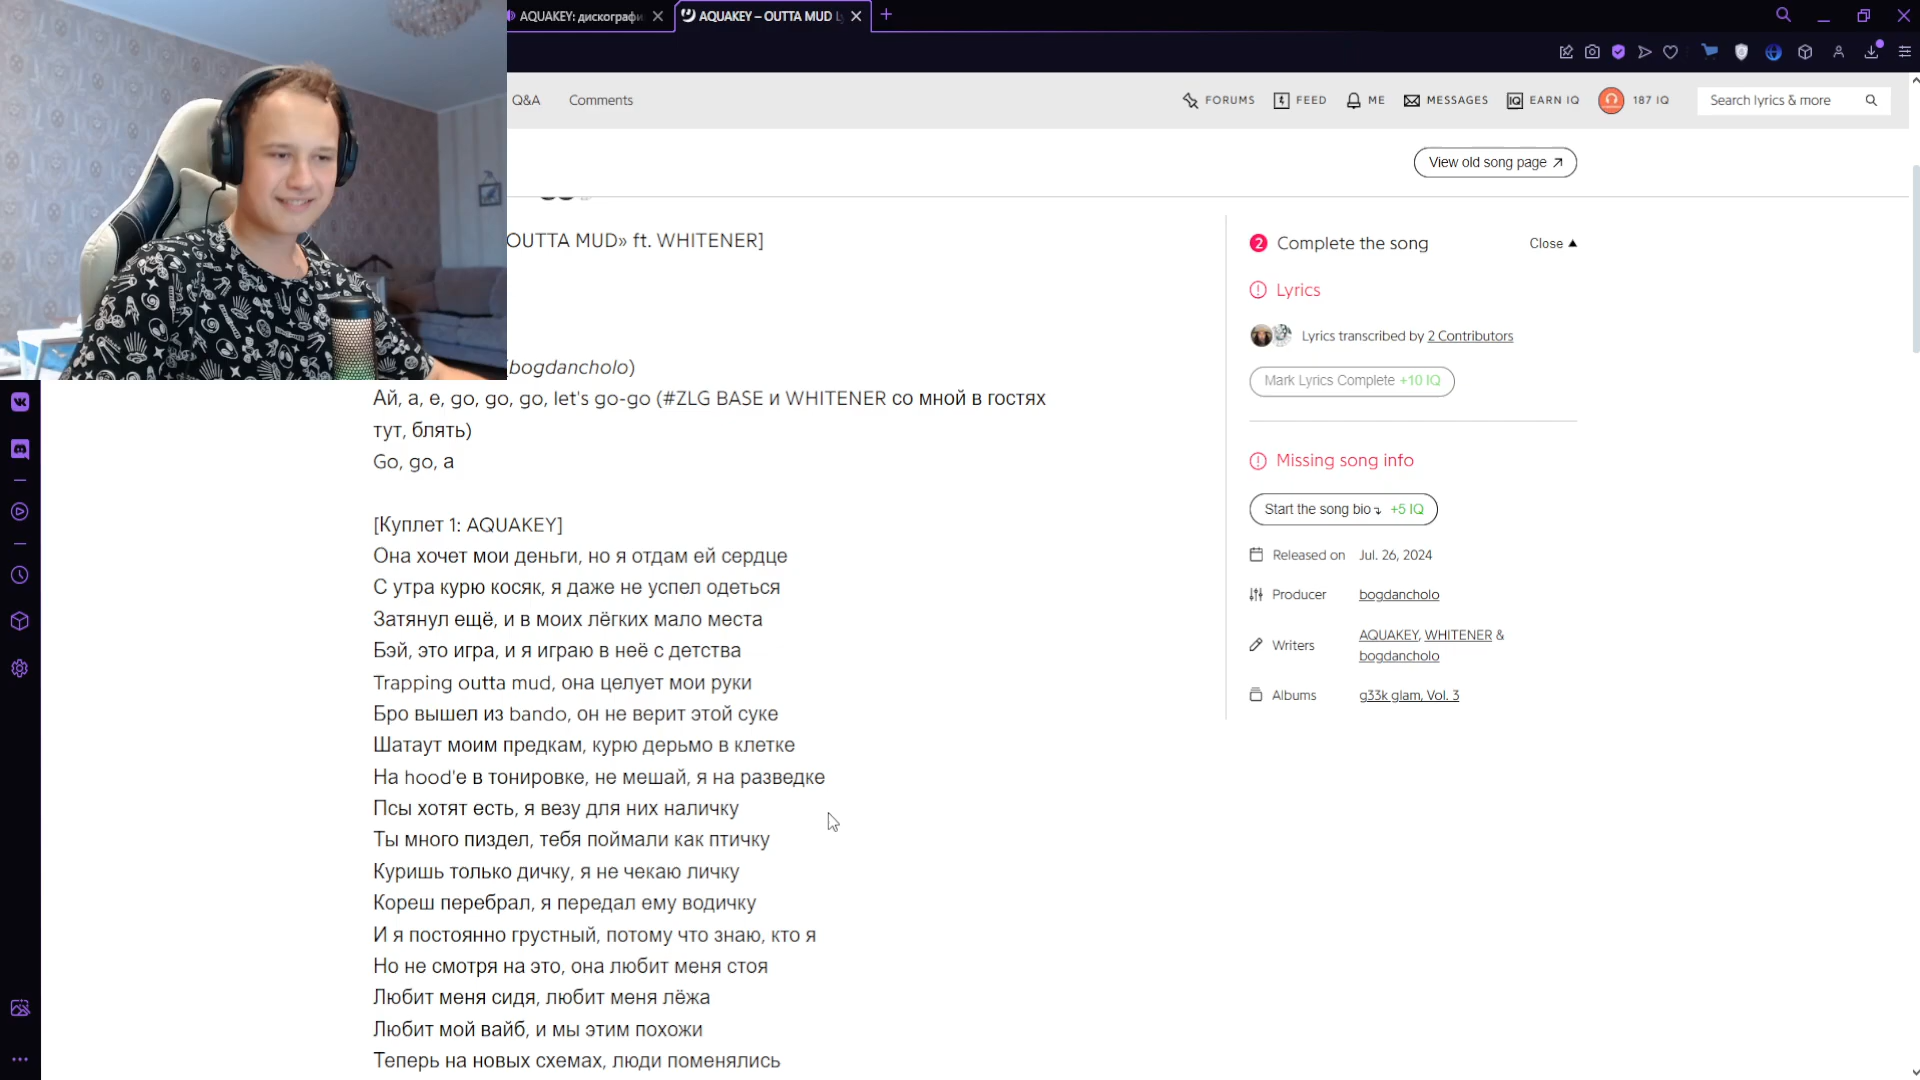 AQUAKEY: дискографи
AQUAKEY – OUTTA MUD
Q&A
Comments
FORUMS
FEED
ME
MESSAGES
EARN IQ
187 IQ
Search lyrics & more
View old song page
OUTTA MUD» ft. WHITENER]
(bogdancholo)
Ай, а, е, go, go, go, let's go-go (#ZLG BASE и WHITENER со мной в гостях
тут, блять)
Go, go, а
[Куплет 1: AQUAKEY]
Она хочет мои деньги, но я отдам ей сердце
С утра курю косяк, я даже не успел одеться
Затянул ещё, и в моих лёгких мало места
Бэй, это игра, и я играю в неё с детства
Trapping outta mud, она целует мои руки
Бро вышел из bando, он не верит этой суке
Шатаут моим предкам, курю дерьмо в клетке
На hood'е в тонировке, не мешай, я на разведке
Псы хотят есть, я везу для них наличку
Ты много пиздел, тебя поймали как птичку
Куришь только дичку, я не чекаю личку
Кореш перебрал, я передал ему водичку
И я постоянно грустный, потому что знаю, кто я
Но не смотря на это, она любит меня стоя
Любит меня сидя, любит меня лёжа
Любит мой вайб, и мы этим похожи
Теперь на новых схемах, люди поменялись
2 Complete the song
Close
Lyrics
Lyrics transcribed by 2 Contributors
Mark Lyrics Complete +10 IQ
Missing song info
Start the song bio +5 IQ
Released on Jul. 26, 2024
Producer bogdancholo
Writers AQUAKEY, WHITENER &
bogdancholo
Albums g33k glam, Vol. 3